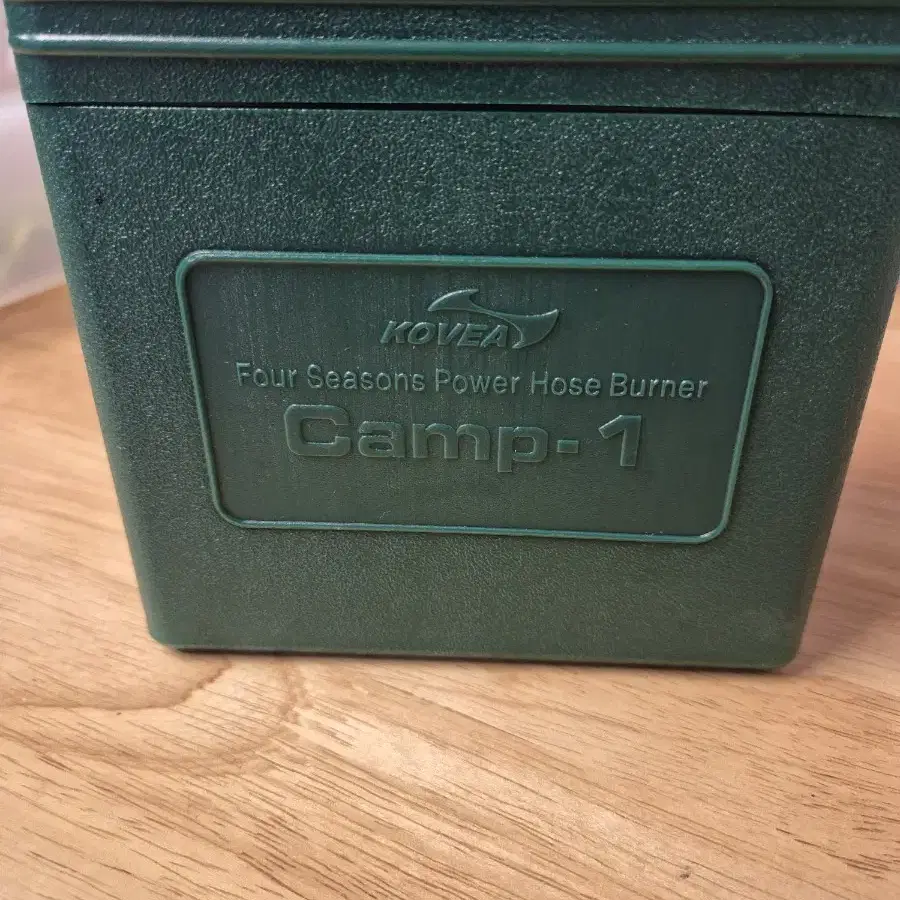 KOVEA
Four Seasons Power Hose Burner
Camp-1